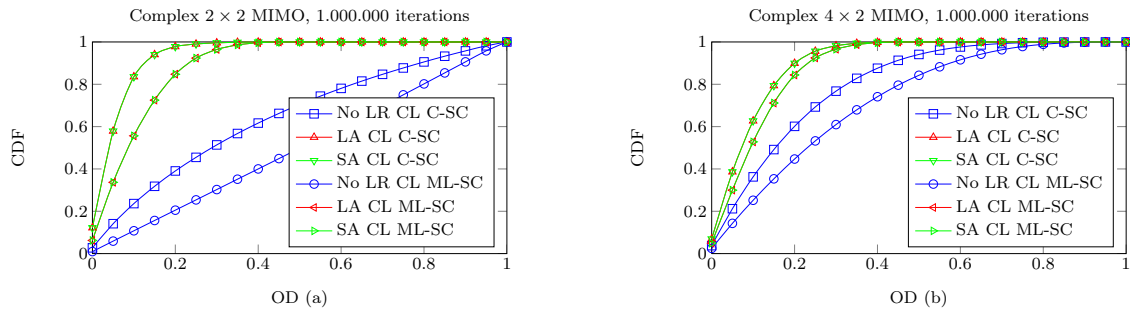 Complex 2 × 2 MIMO, 1.000.000 iterations
1
0.8
0.6
0.4
0.2
0
CDF
No LR CL C-SC
LA CL C-SC
SA CL C-SC
No LR CL ML-SC
LA CL ML-SC
SA CL ML-SC
0 0.2 0.4 0.6 0.8 1
OD (a)
Complex 4 × 2 MIMO, 1.000.000 iterations
1
0.8
0.6
0.4
0.2
0
CDF
No LR CL C-SC
LA CL C-SC
SA CL C-SC
No LR CL ML-SC
LA CL ML-SC
SA CL ML-SC
0 0.2 0.4 0.6 0.8 1
OD (b)